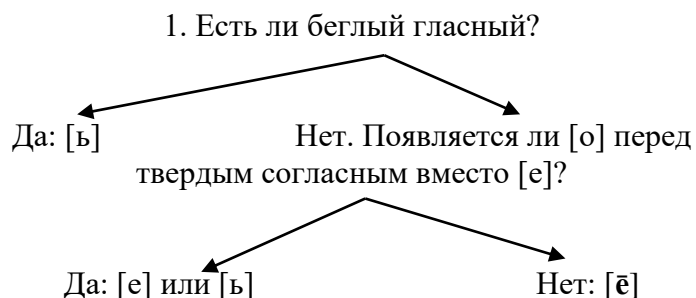 1. Есть ли беглый гласный?
Да: [ь] Нет. Появляется ли [о] перед
твердым согласным вместо [е]?
Да: [е] или [ь] Нет: [ē]